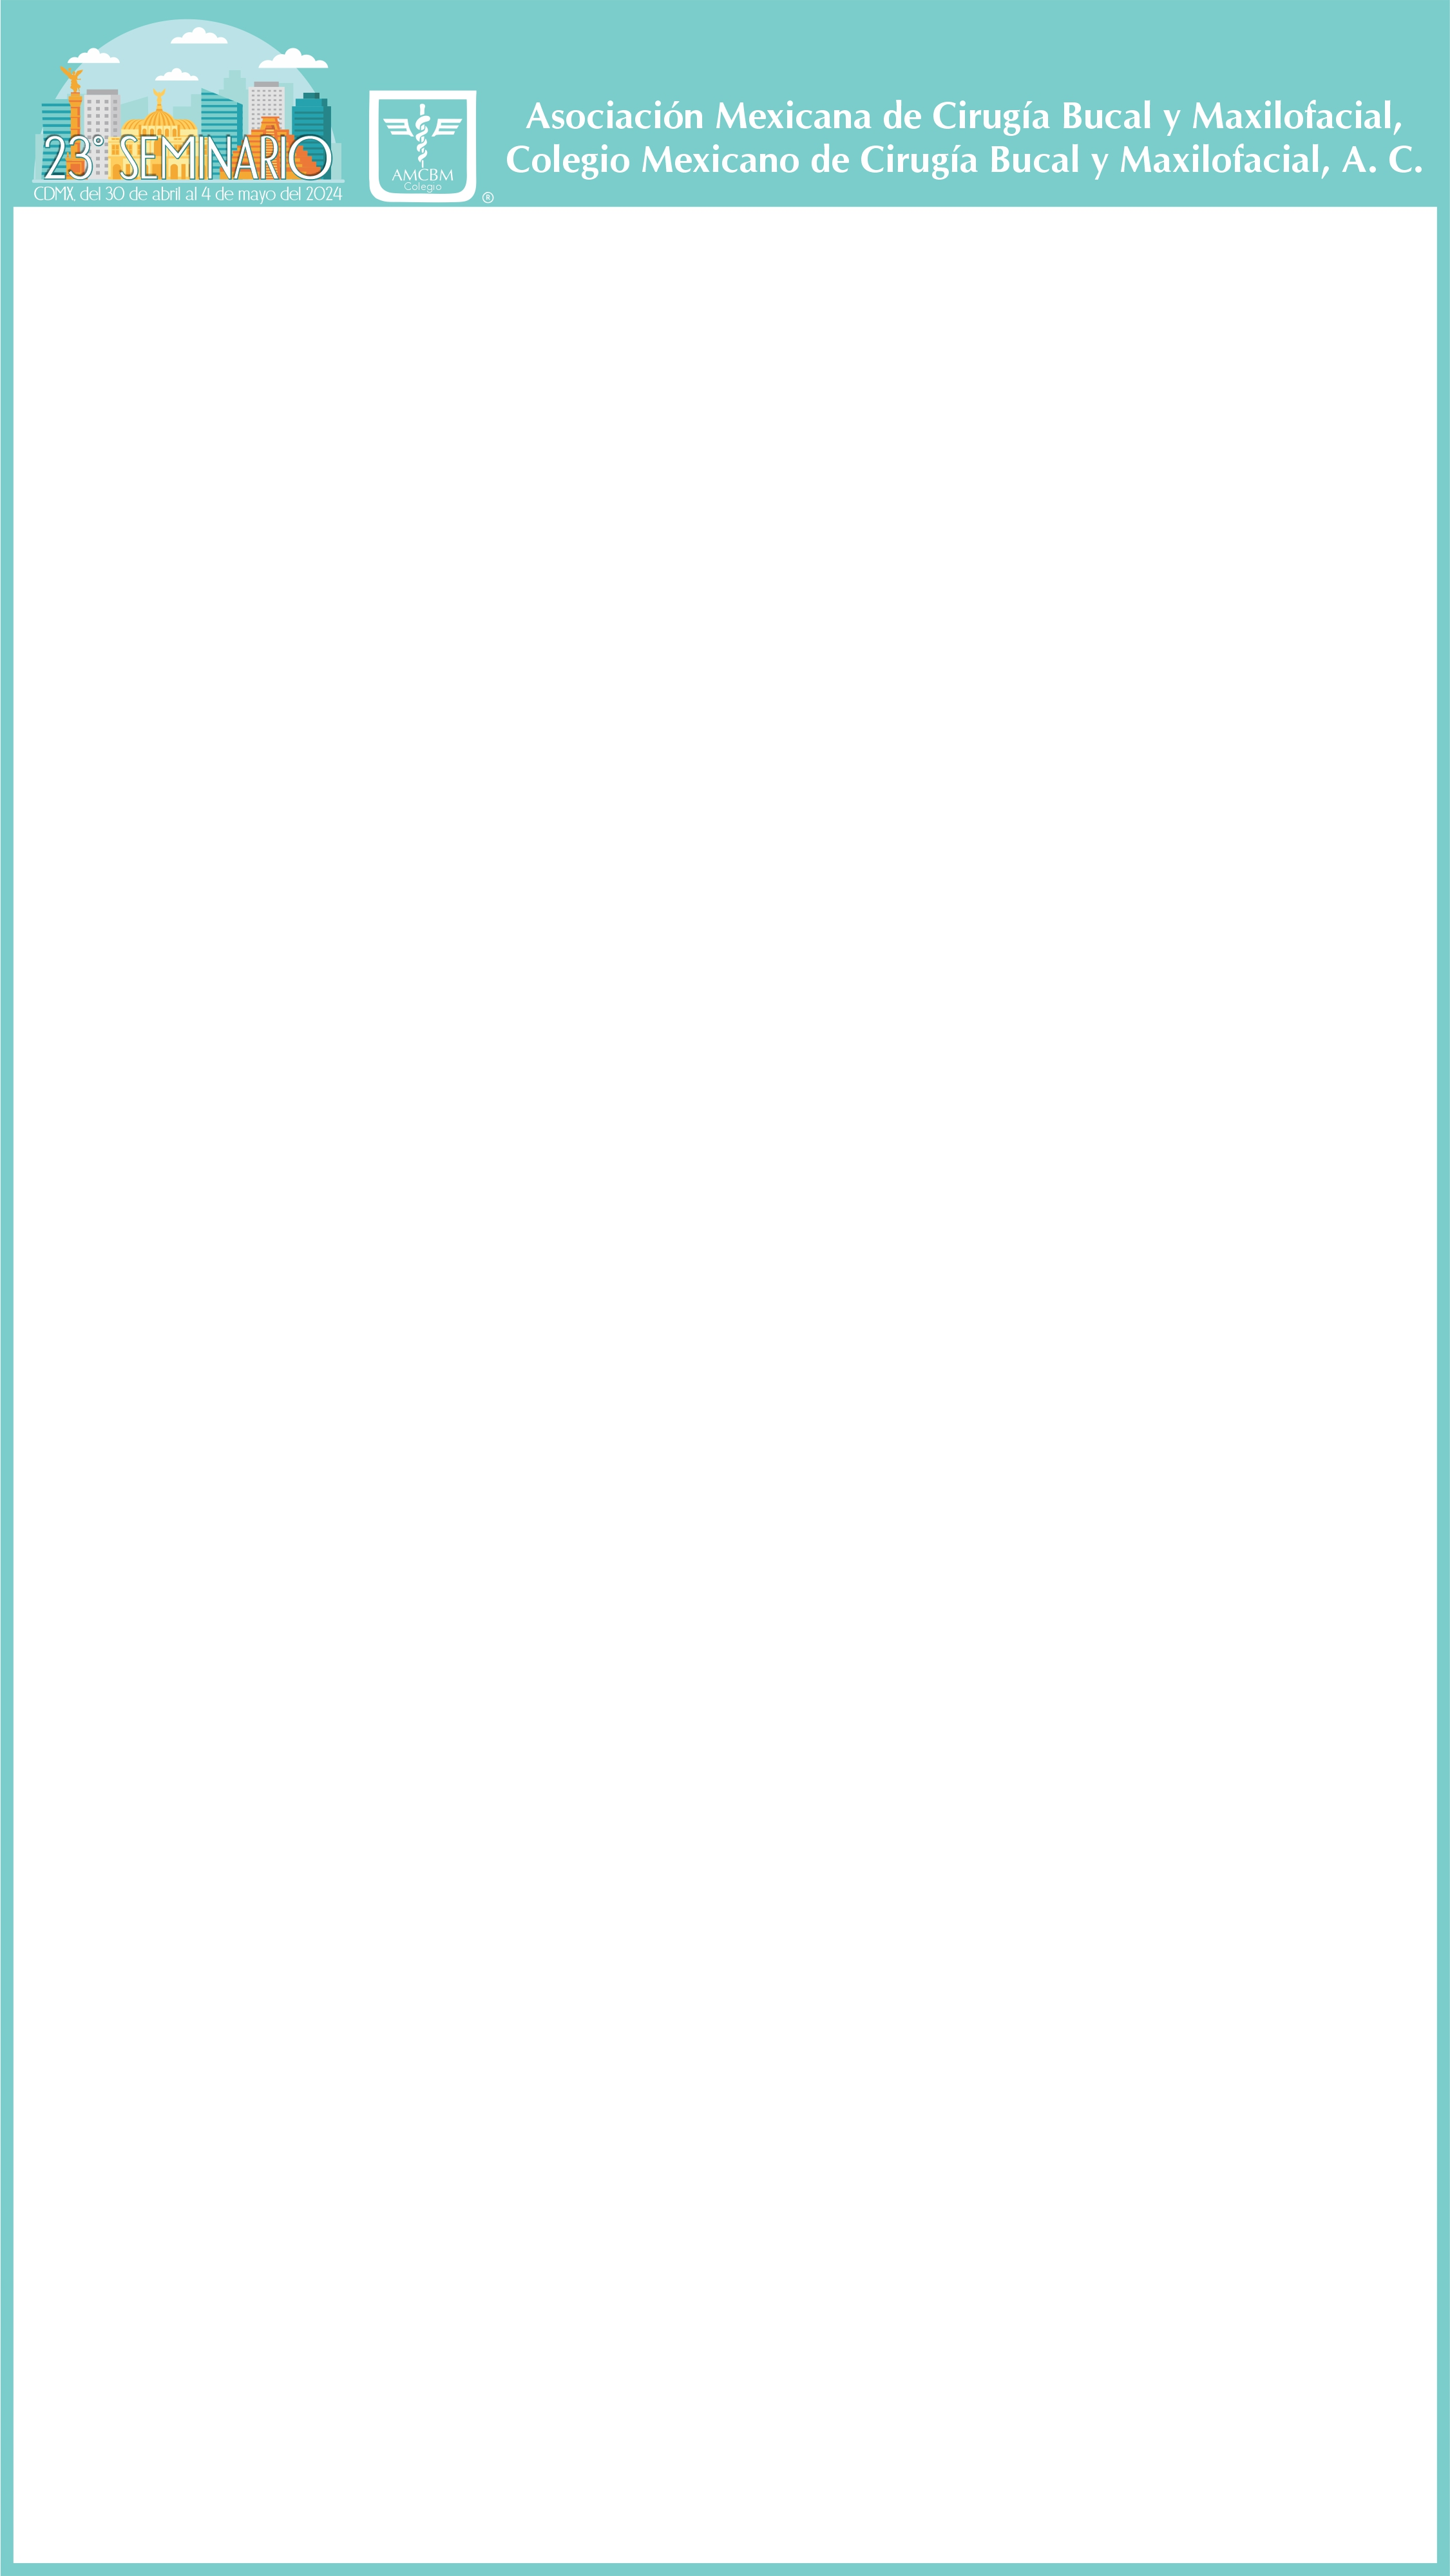 23° SEMINARIO
CDMX, del 30 de abril al 4 de mayo del 2024
AMCBM
Colegio
®
Asociación Mexicana de Cirugía Bucal y Maxilofacial,
Colegio Mexicano de Cirugía Bucal y Maxilofacial, A. C.